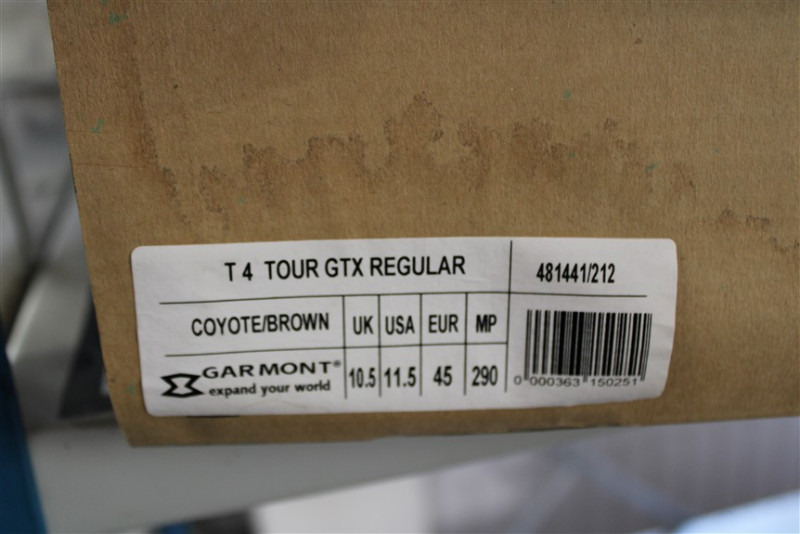 T 4 TOUR GTX REGULAR 481441/212
COYOTE/BROWN UK USA EUR MP
GARMONT® 10.5 11.5 45 290
expand your world
0 000363 150251